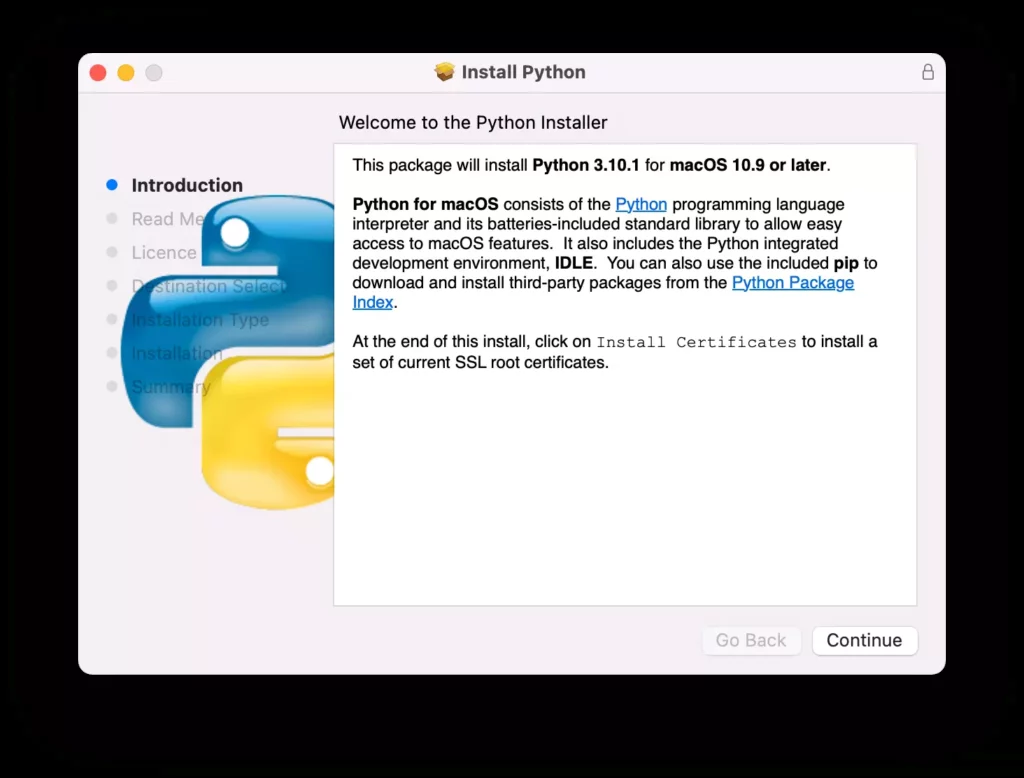 Install Python
Welcome to the Python Installer
Introduction
Read Me
Licence
Destination Select
Installation Type
Installation
Summary
This package will install Python 3.10.1 for macOS 10.9 or later.
Python for macOS consists of the Python programming language
interpreter and its batteries-included standard library to allow easy
access to macOS features. It also includes the Python integrated
development environment, IDLE. You can also use the included pip to
download and install third-party packages from the Python Package
Index.
At the end of this install, click on Install Certificates to install a
set of current SSL root certificates.
Go Back
Continue